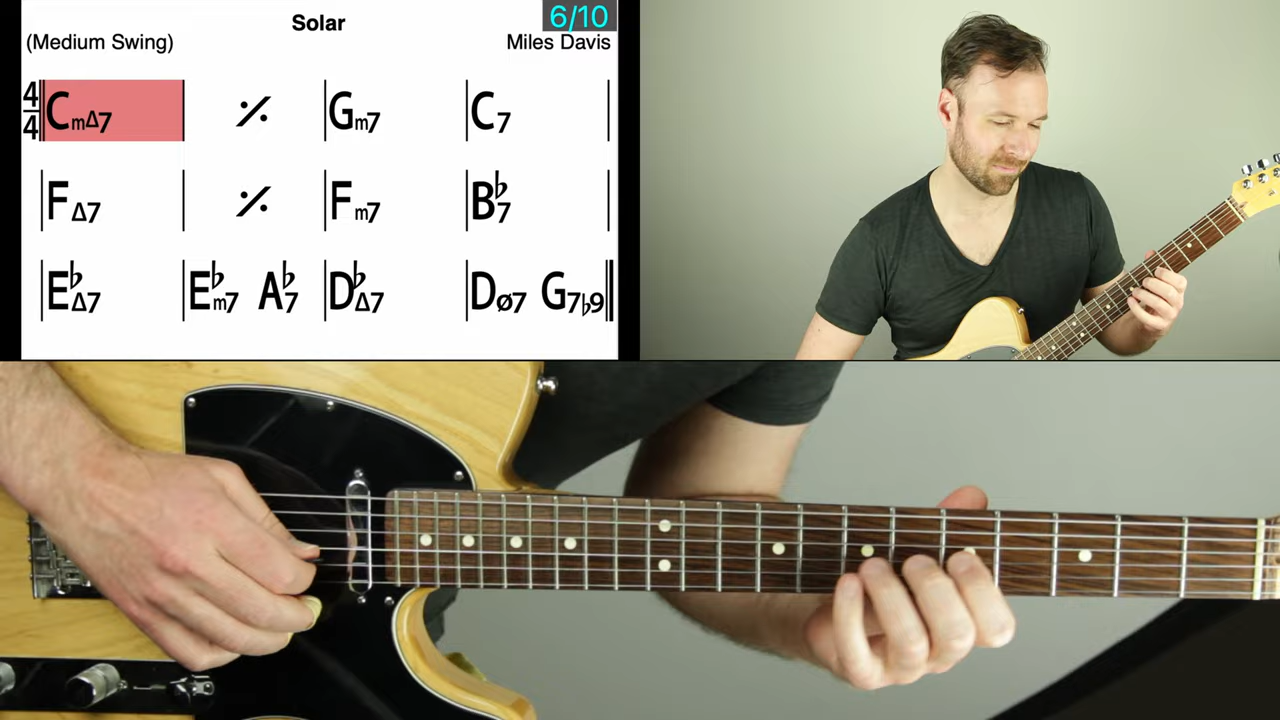 6/10
Solar
(Medium Swing) Miles Davis
4/4 CmΔ7 | 𝄎 | Gm7 | C7 |
| FΔ7 | 𝄎 | Fm7 | B♭7
| E♭Δ7 | E♭m7 A♭7 | D♭Δ7 | Dø7 G7♭9